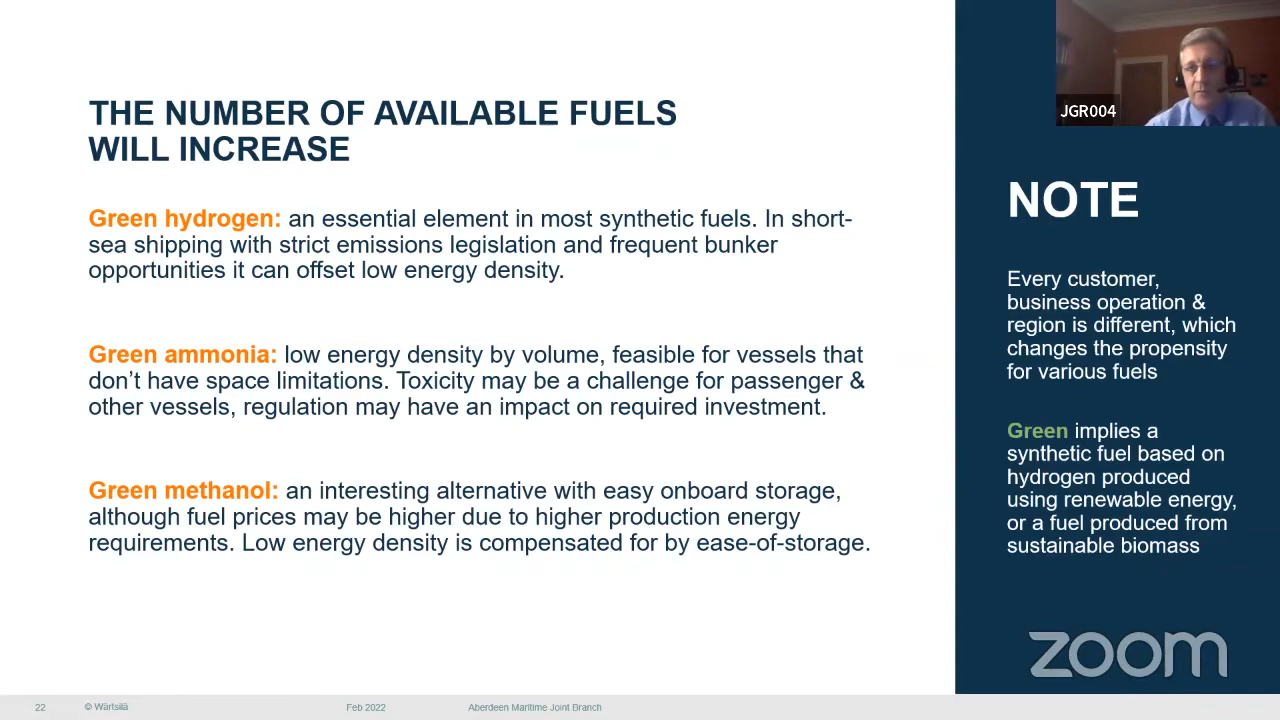 THE NUMBER OF AVAILABLE FUELS
WILL INCREASE
Green hydrogen: an essential element in most synthetic fuels. In short-
sea shipping with strict emissions legislation and frequent bunker
opportunities it can offset low energy density.
Green ammonia: low energy density by volume, feasible for vessels that
don’t have space limitations. Toxicity may be a challenge for passenger &
other vessels, regulation may have an impact on required investment.
Green methanol: an interesting alternative with easy onboard storage,
although fuel prices may be higher due to higher production energy
requirements. Low energy density is compensated for by ease-of-storage.
JGR004
NOTE
Every customer,
business operation &
region is different, which
changes the propensity
for various fuels
Green implies a
synthetic fuel based on
hydrogen produced
using renewable energy,
or a fuel produced from
sustainable biomass
zoom
22 © Wärtsilä Feb 2022 Aberdeen Maritime Joint Branch